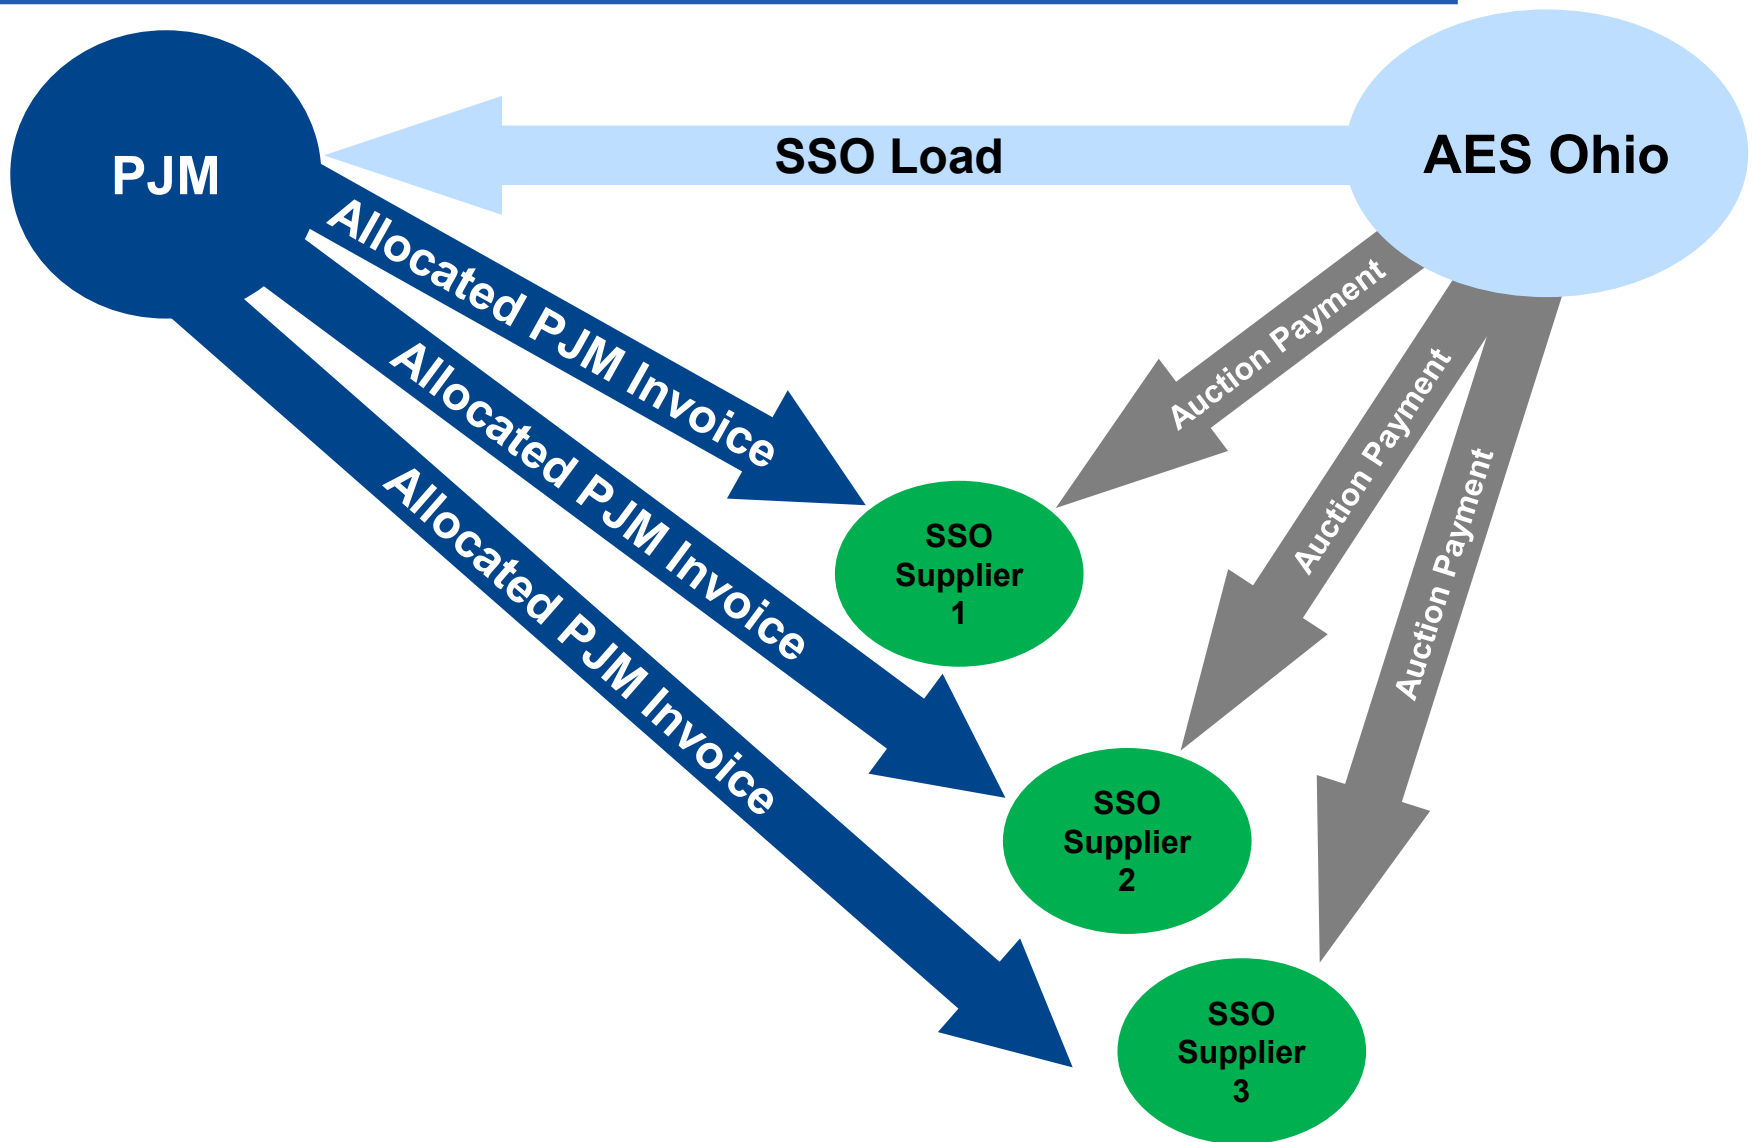 PJM
SSO Load
AES Ohio
Allocated PJM Invoice
Allocated PJM Invoice
Allocated PJM Invoice
Auction Payment
Auction Payment
Auction Payment
SSO
Supplier
1
SSO
Supplier
2
SSO
Supplier
3